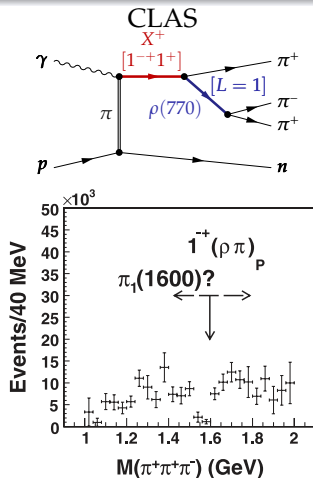 CLAS
X⁺
[1⁻⁺1⁺]
γ
π⁺
[L = 1]
π
ρ(770)
π⁻
π⁺
p
n
×10³
50
45
40
35
30
25
20
15
10
5
0
Events/40 MeV
1⁻⁺(ρ π)_P
π₁(1600)?
1 1.2 1.4 1.6 1.8 2
M(π⁺π⁺π⁻) (GeV)